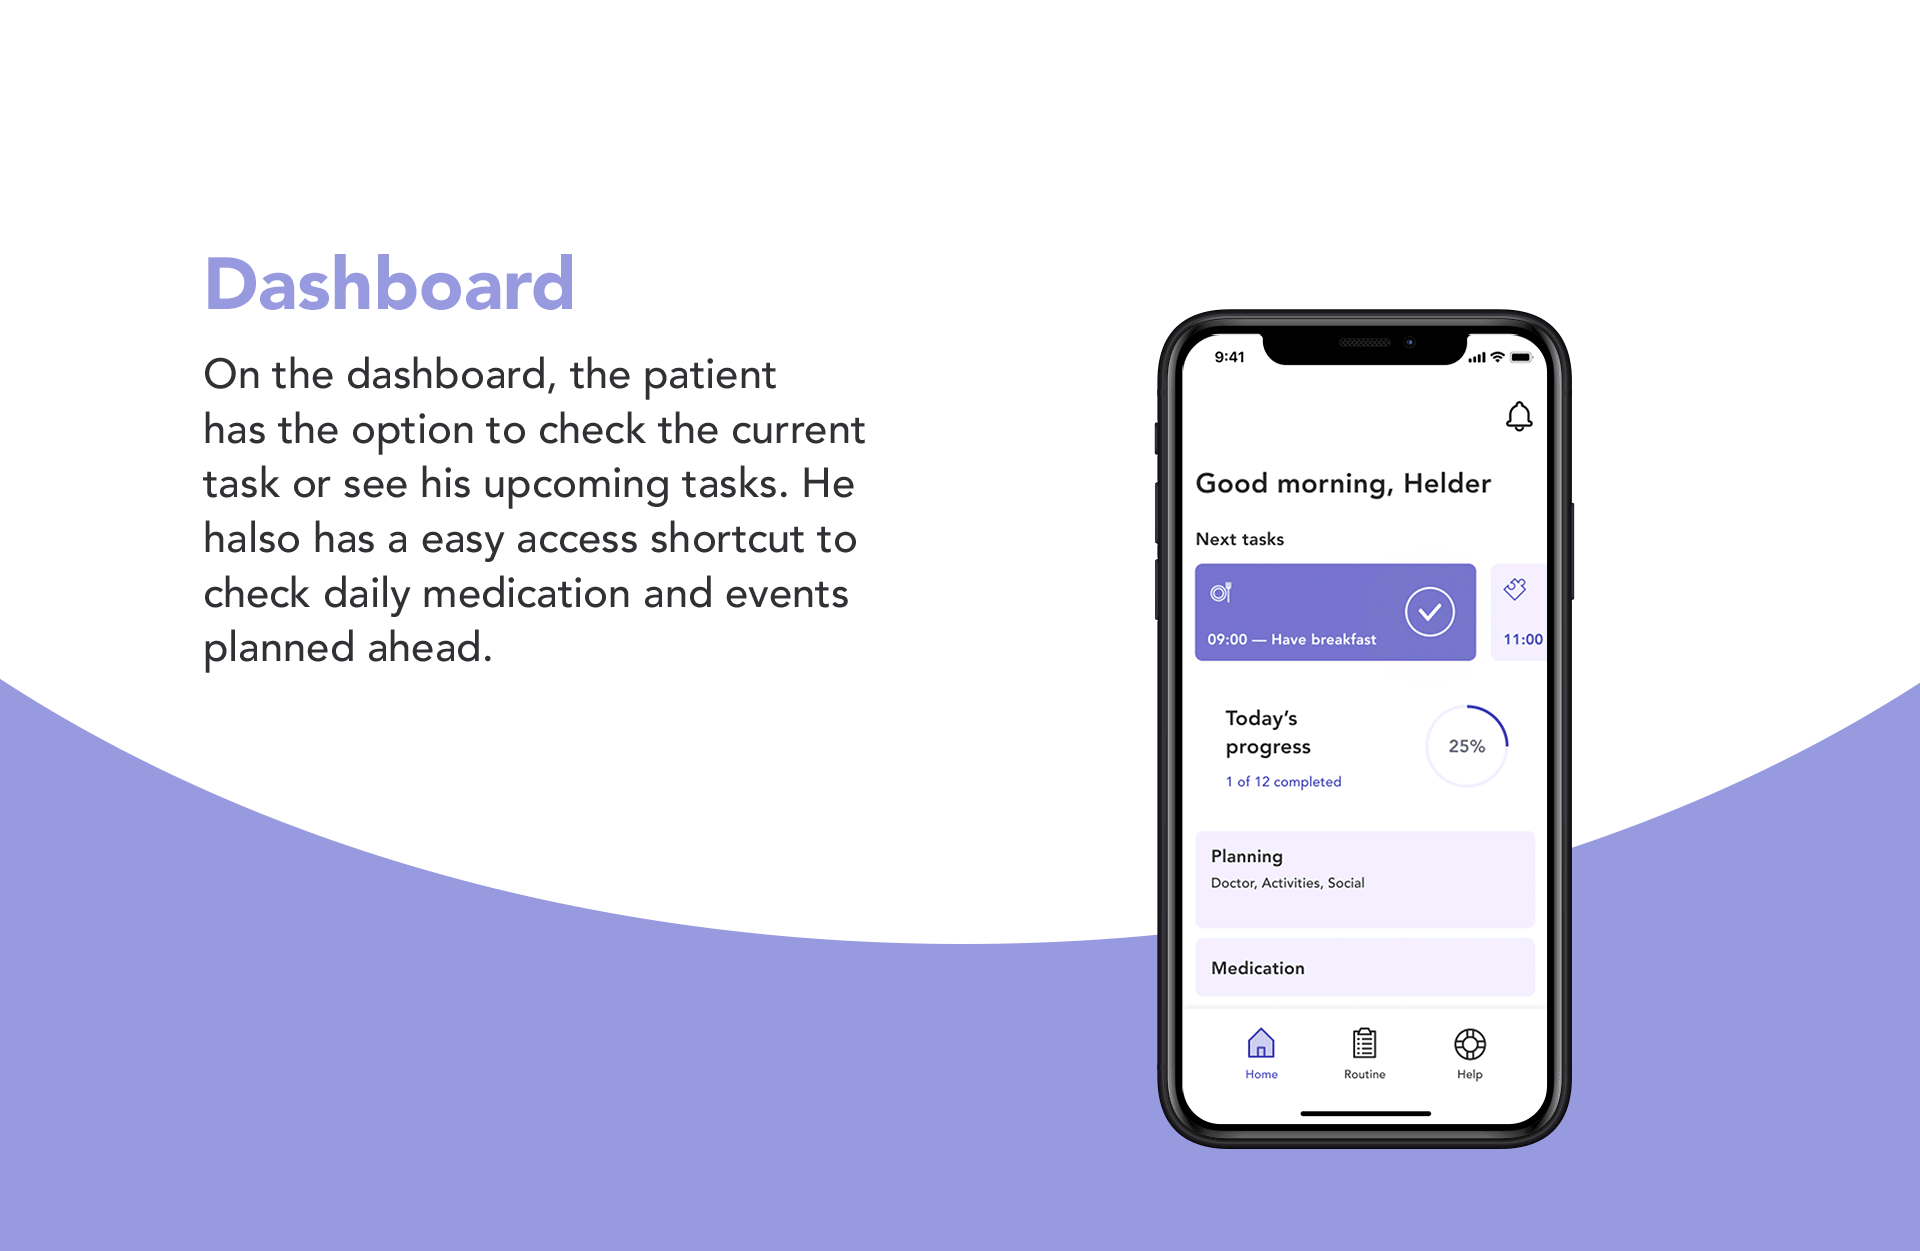 Dashboard
On the dashboard, the patient
has the option to check the current
task or see his upcoming tasks. He
halso has a easy access shortcut to
check daily medication and events
planned ahead.
9:41
Good morning, Helder
Next tasks
09:00 — Have breakfast
11:00
Today’s
progress
1 of 12 completed
25%
Planning
Doctor, Activities, Social
Medication
Home
Routine
Help